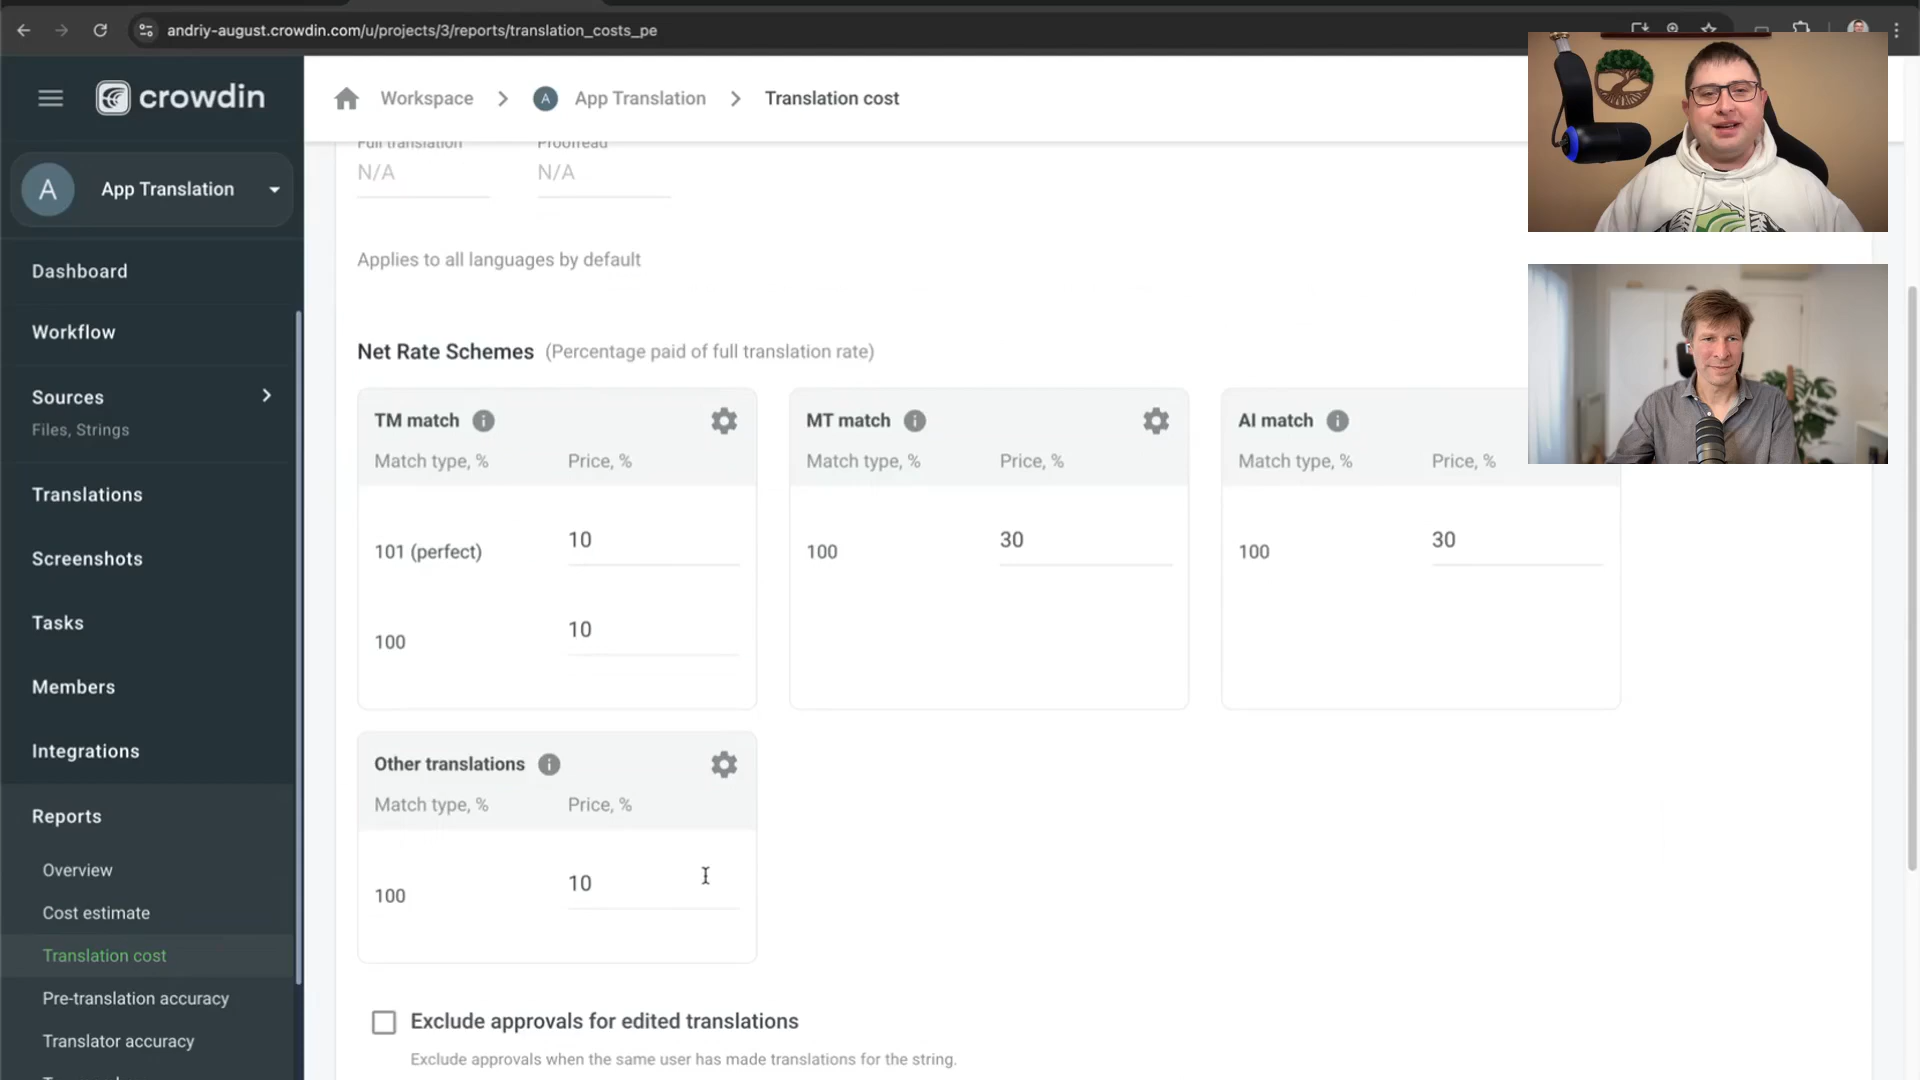 andriy-august.crowdin.com/u/projects/3/reports/translation_costs_pe
crowdin
Workspace
A
App Translation
Translation cost
A
App Translation
Dashboard
Workflow
Sources
Files, Strings
Translations
Screenshots
Tasks
Members
Integrations
Reports
Overview
Cost estimate
Translation cost
Pre-translation accuracy
Translator accuracy
Full translation
Proofread
N/A
N/A
Applies to all languages by default
Net Rate Schemes (Percentage paid of full translation rate)
TM match
Match type, %
Price, %
101 (perfect)
10
100
10
MT match
Match type, %
Price, %
100
30
AI match
Match type, %
Price, %
100
30
Other translations
Match type, %
Price, %
100
10
Exclude approvals for edited translations
Exclude approvals when the same user has made translations for the string.